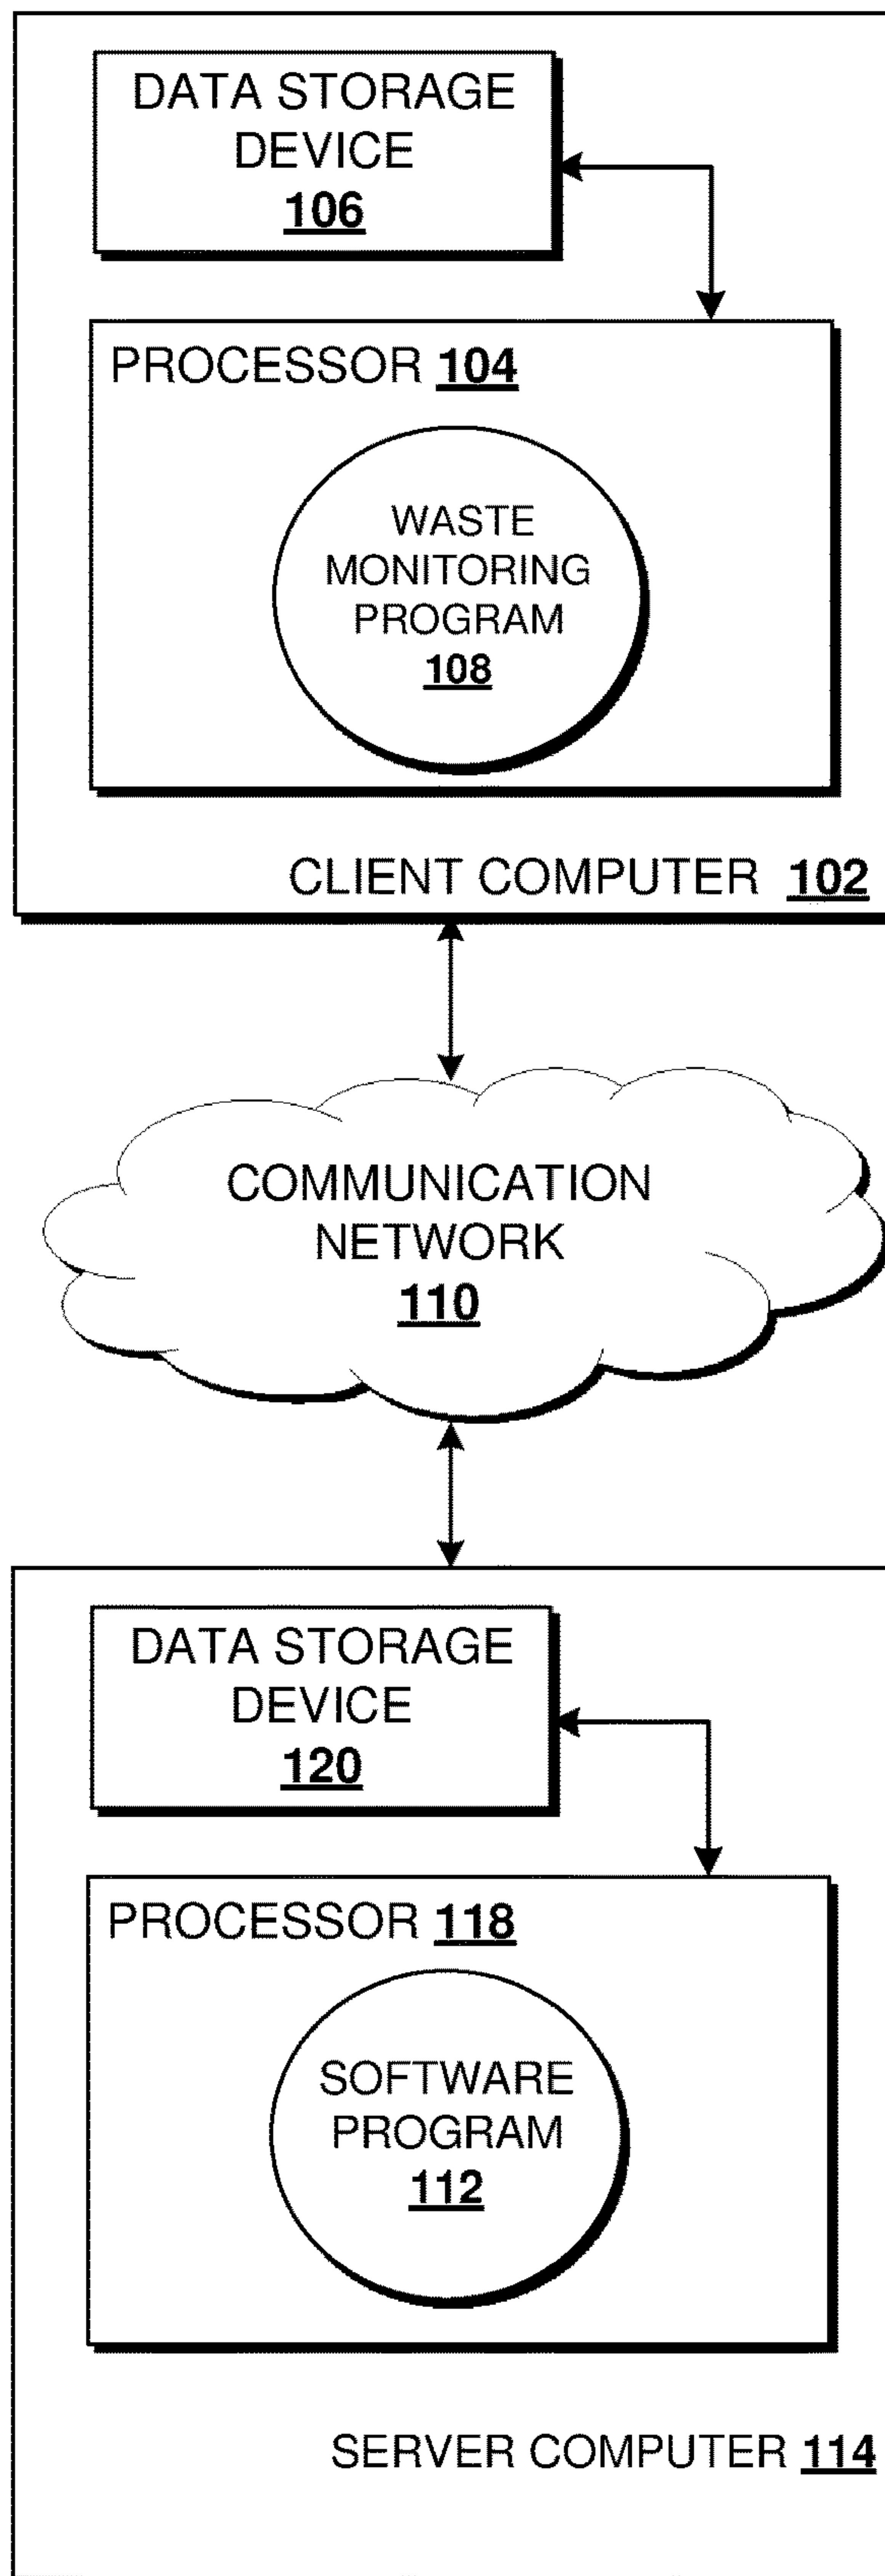 DATA STORAGE
DEVICE
106
PROCESSOR 104
WASTE
MONITORING
PROGRAM
108
CLIENT COMPUTER 102
COMMUNICATION
NETWORK
110
DATA STORAGE
DEVICE
120
PROCESSOR 118
SOFTWARE
PROGRAM
112
SERVER COMPUTER 114